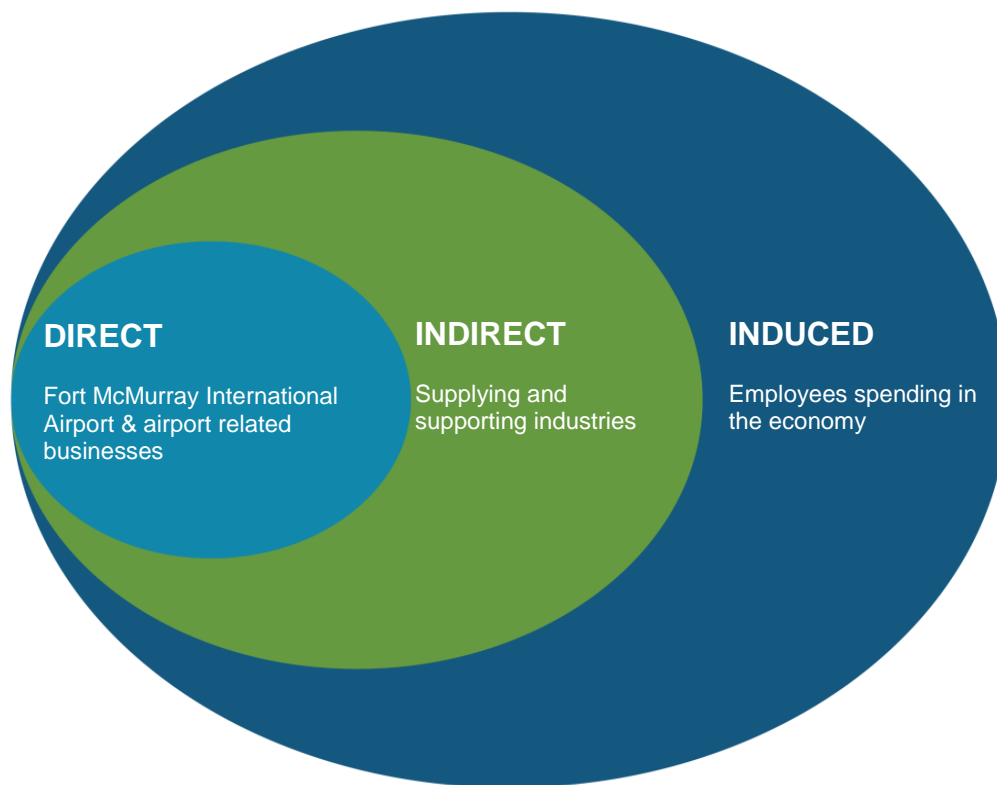 DIRECT
Fort McMurray International
Airport & airport related
businesses
INDIRECT
Supplying and
supporting industries
INDUCED
Employees spending in
the economy